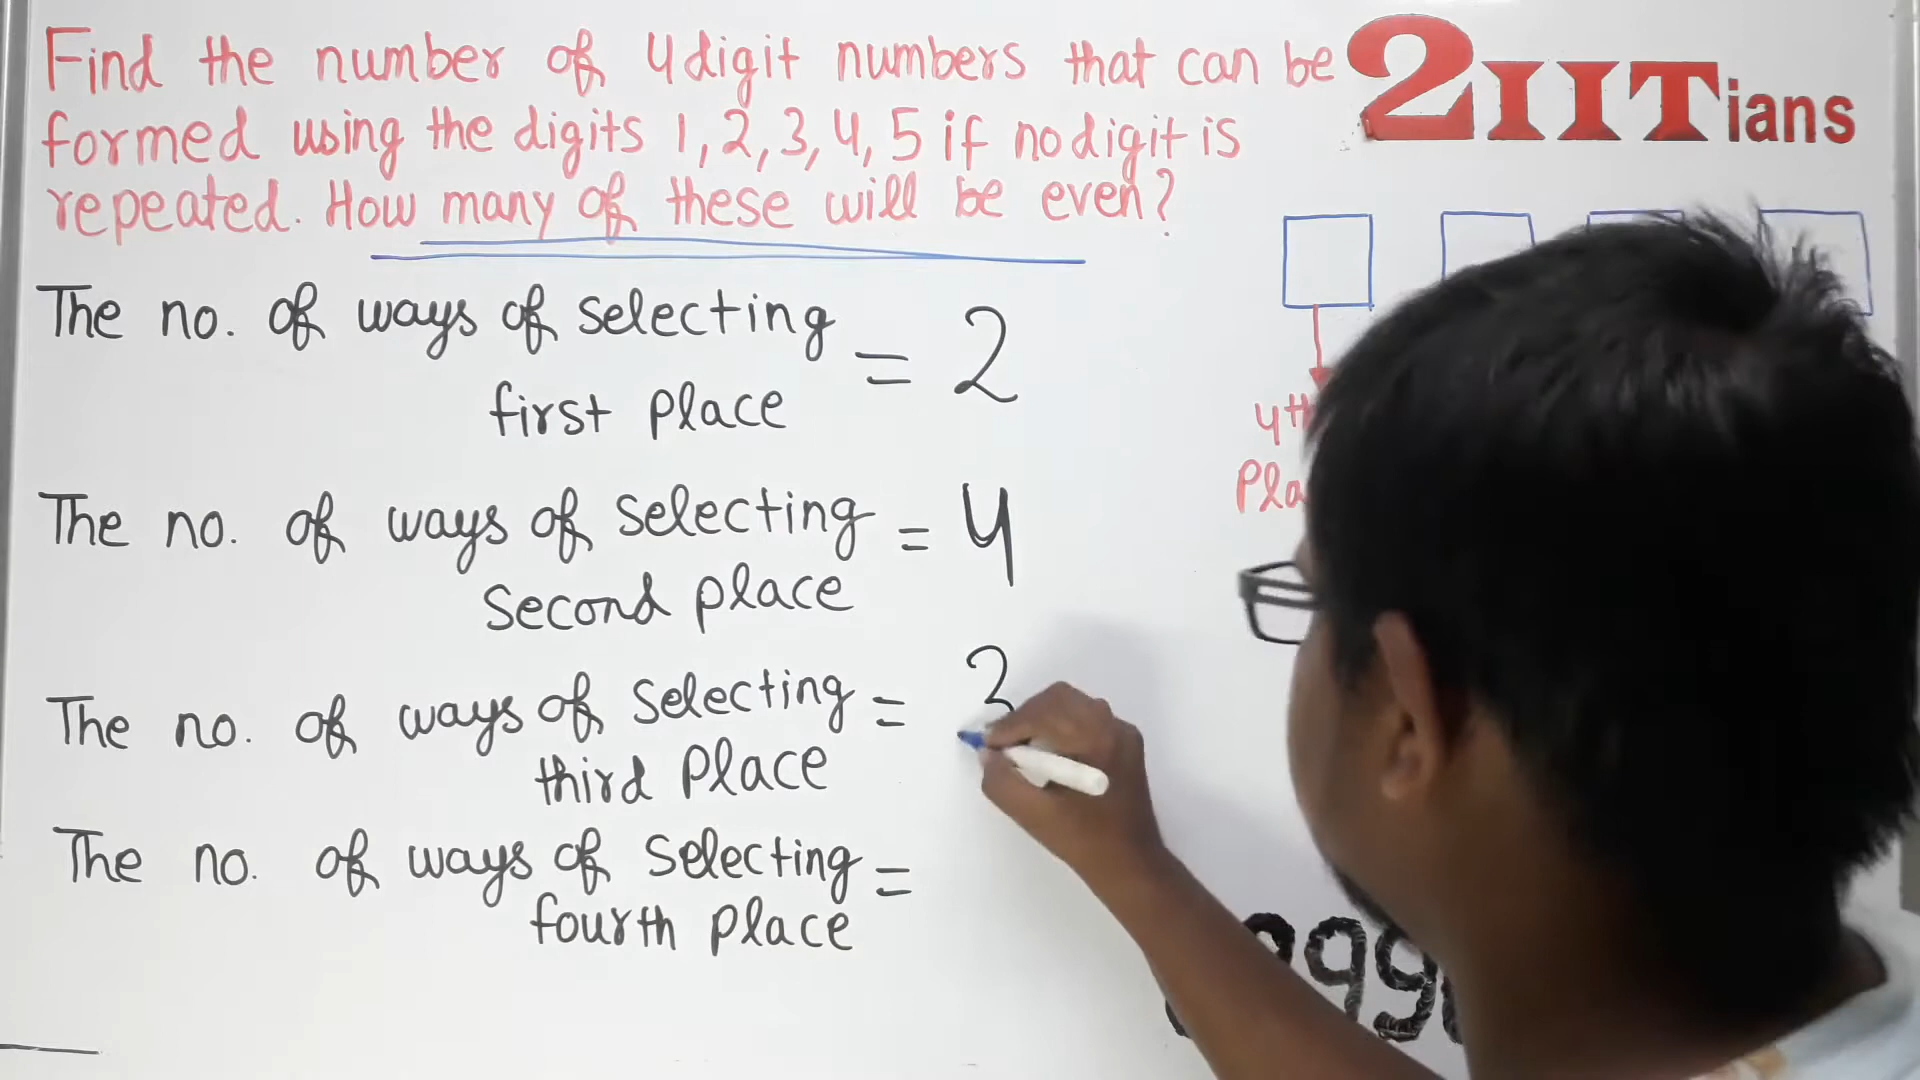 Find the number of 4 digit numbers that can be
formed using the digits 1, 2, 3, 4, 5 if no digit is
repeated. How many of these will be even?
2IITians
The no. of ways of selecting
first place
= 2
The no. of ways of selecting
second place
= 4
The no. of ways of selecting
third place
= 3
The no. of ways of selecting
fourth place
=
4th